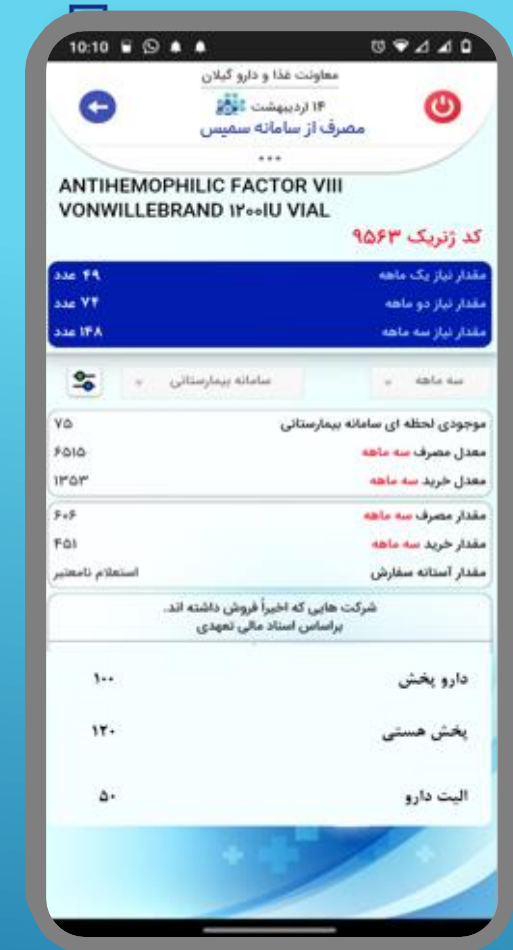 10:10
معاونت غذا و دارو گیلان
۱۴ اردیبهشت
مصرف از سامانه سمیس
...
ANTIHEMOPHILIC FACTOR VIII
VONWILLEBRAND ۱۲۰۰IU VIAL
کد ژنریک ۹۵۶۳
مقدار نیاز یک ماهه ۴۹ عدد
مقدار نیاز دو ماهه ۷۴ عدد
مقدار نیاز سه ماهه ۱۴۸ عدد
سه ماهه سامانه بیمارستانی
موجودی لحظه ای سامانه بیمارستانی ۷۵
معدل مصرف سه ماهه ۶۵۱۵
معدل خرید سه ماهه ۱۳۵۳
مقدار مصرف سه ماهه ۶۰۶
مقدار خرید سه ماهه ۴۵۱
مقدار آستانه سفارش استعلام نامعتبر
شرکت هایی که اخیراً فروش داشته اند.
براساس اسناد مالی تعهدی
دارو پخش ۱۰۰
پخش هستی ۱۲۰
الیت دارو ۵۰